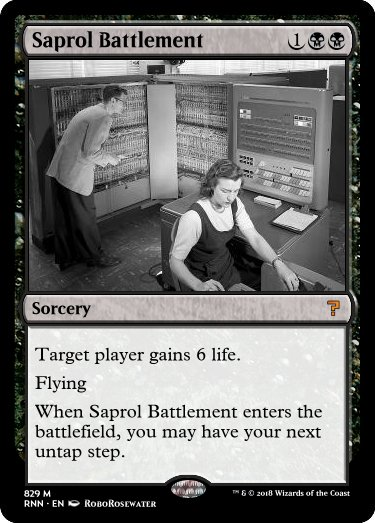 Saprol Battlement 1
Sorcery
Target player gains 6 life.
Flying
When Saprol Battlement enters the
battlefield, you may have your next
untap step.
829 M
RNN • EN RoboRosewater
™ & © 2018 Wizards of the Coast